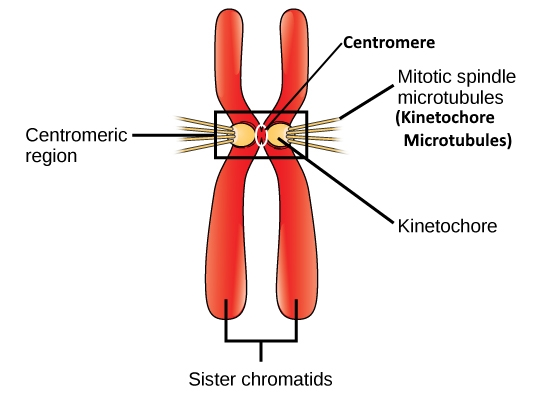 Centromere
Mitotic spindle
microtubules
(Kinetochore
Microtubules)
Centromeric
region
Kinetochore
Sister chromatids